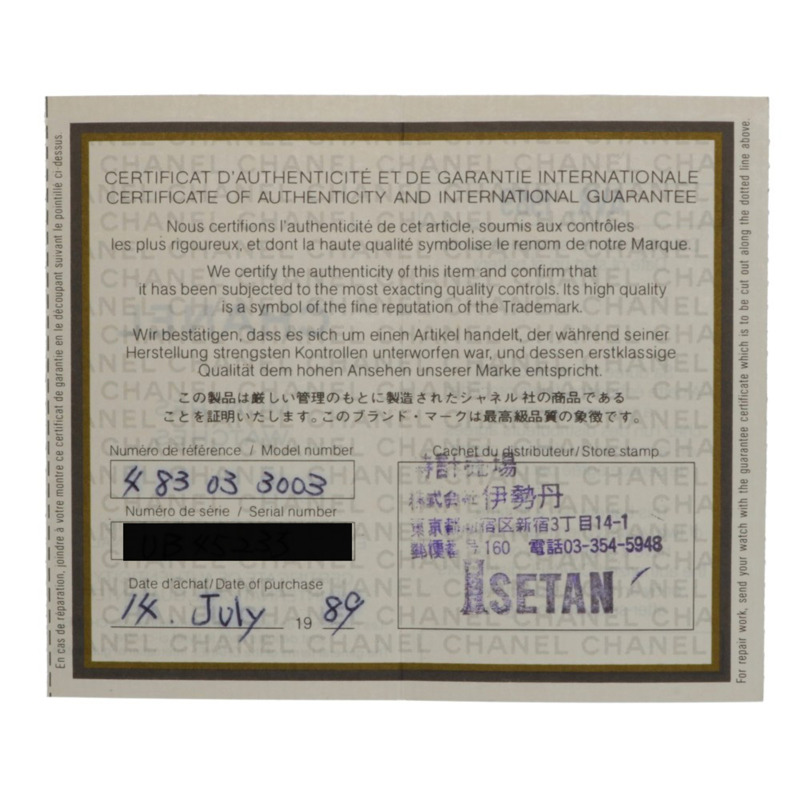 CERTIFICAT D'AUTHENTICITÉ ET DE GARANTIE INTERNATIONALE
CERTIFICATE OF AUTHENTICITY AND INTERNATIONAL GUARANTEE
Nous certifions l'authenticité de cet article, soumis aux contrôles
les plus rigoureux, et dont la haute qualité symbolise le renom de notre Marque.
We certify the authenticity of this item and confirm that
it has been subjected to the most exacting quality controls. Its high quality
is a symbol of the fine reputation of the Trademark.
Wir bestätigen, dass es sich um einen Artikel handelt, der während seiner
Herstellung strengsten Kontrollen unterworfen war, und dessen erstklassige
Qualität dem hohen Ansehen unserer Marke entspricht.
この製品は厳しい管理のもとに製造されたシャネル社の商品である
ことを証明いたします。このブランド・マークは最高級品質の象徴です。
Numéro de référence / Model number
4 83 03 3003
Numéro de série / Serial number
Date d'achat/Date of purchase
14. July 19 89
Cachet du distributeur/Store stamp
時計売場
株式会社 伊勢丹
東京都新宿区新宿3丁目14-1
郵便番号160 電話03-354-5948
ISETAN
En cas de réparation, joindre à votre montre ce certificat de garantie en le découpant suivant le pointillé ci-dessus.
For repair work, send your watch with the guarantee certificate which is to be cut out along the dotted line above.
CHANEL